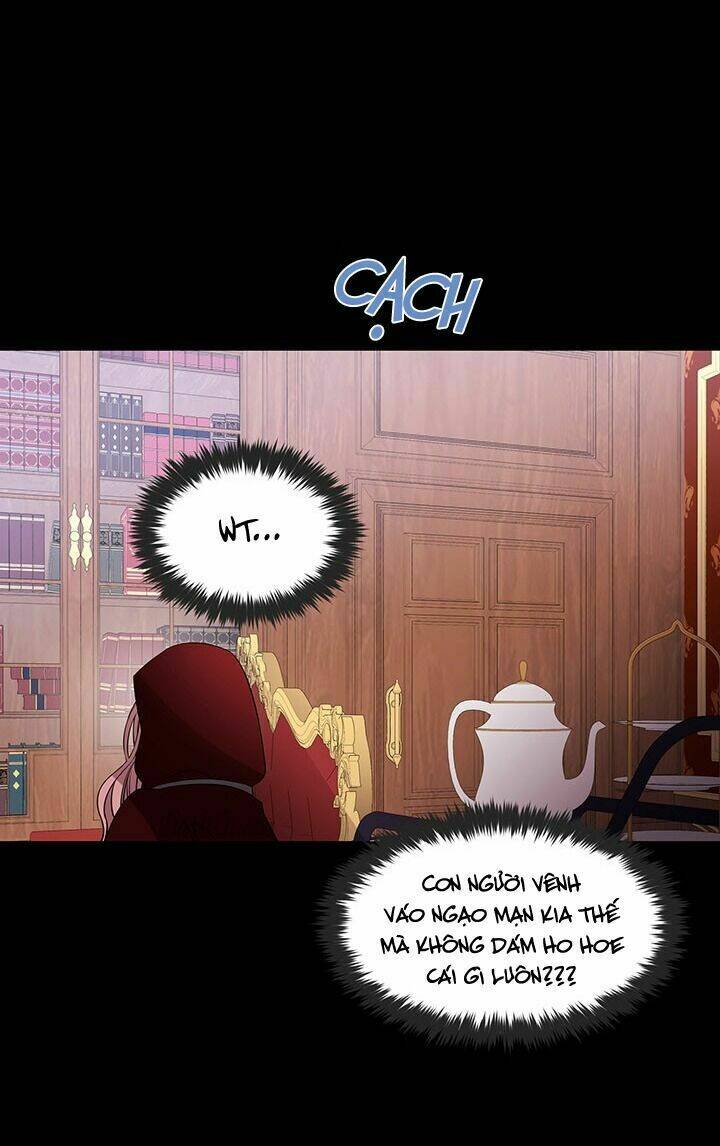 CẠCH
WT...
CON NGƯỜI VÊNH
VÁO NGẠO MẠN KIA THẾ
MÀ KHÔNG DÁM HO HOE
CÁI GÌ LUÔN???